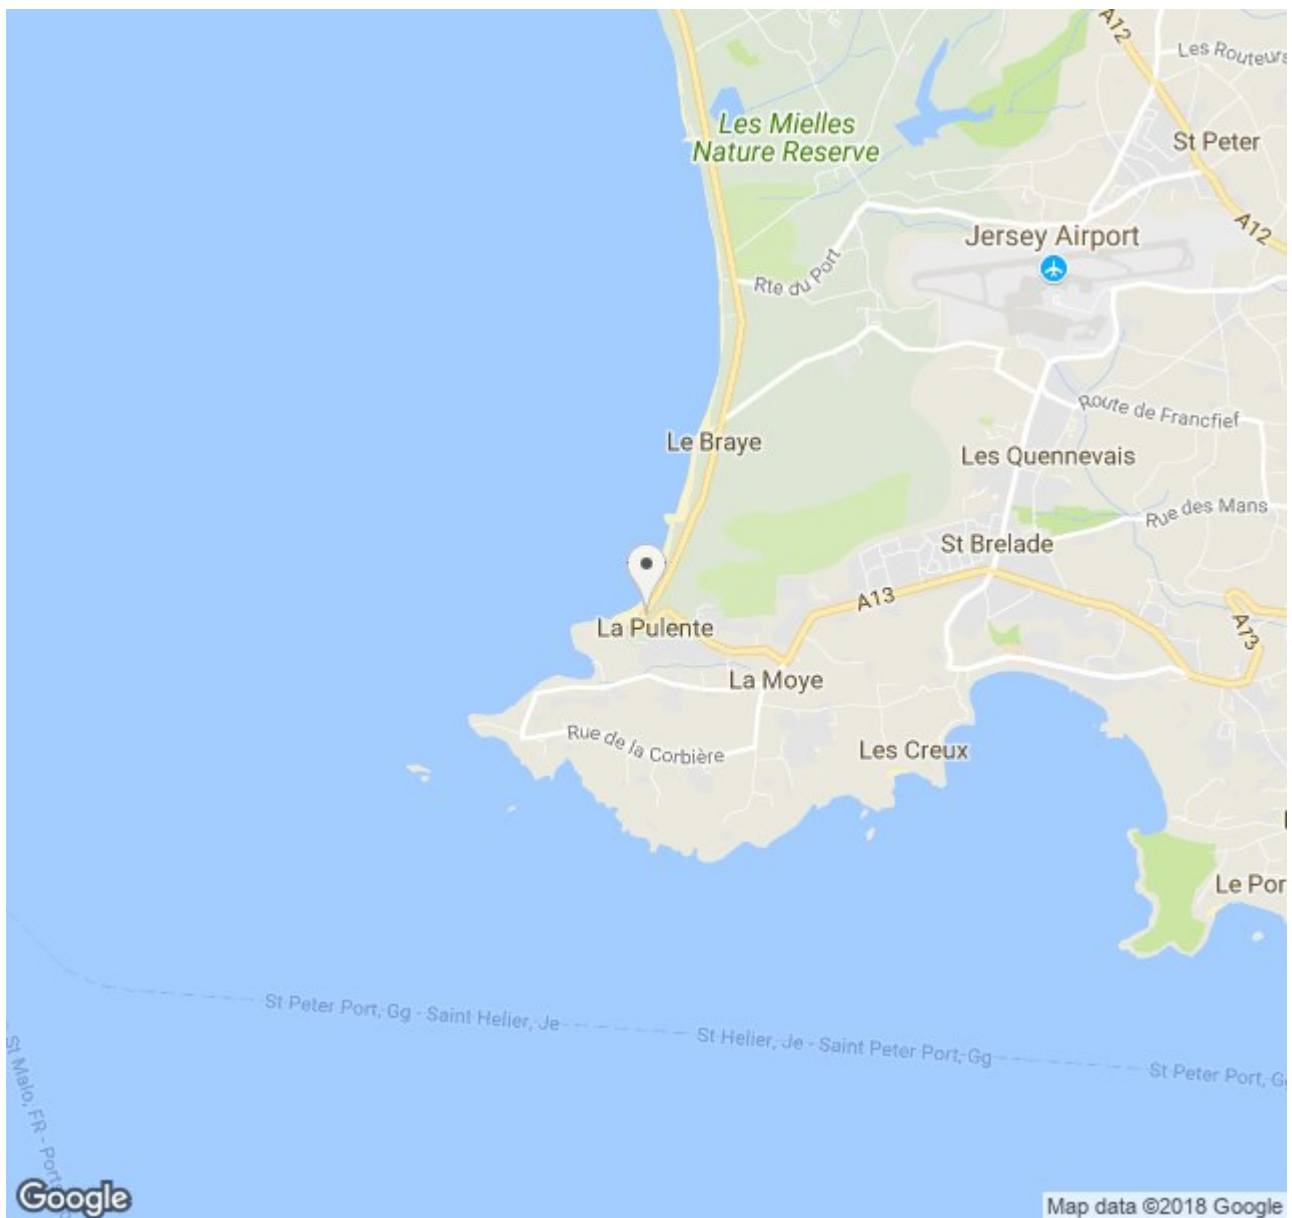 A12
Les Routeurs
Les Mielles
Nature Reserve
St Peter
A12
Jersey Airport
Rte du Port
Route de Francfief
Le Braye
Les Quennevais
Rue des Mans
St Brelade
A13
La Pulente
A73
La Moye
Rue de la Corbière
Les Creux
Le Por
St Peter Port, Gg - Saint Helier, Je
St Helier, Je - Saint Peter Port, Gg
St Peter Port, G
St Malo, FR - Ports
Google
Map data ©2018 Google